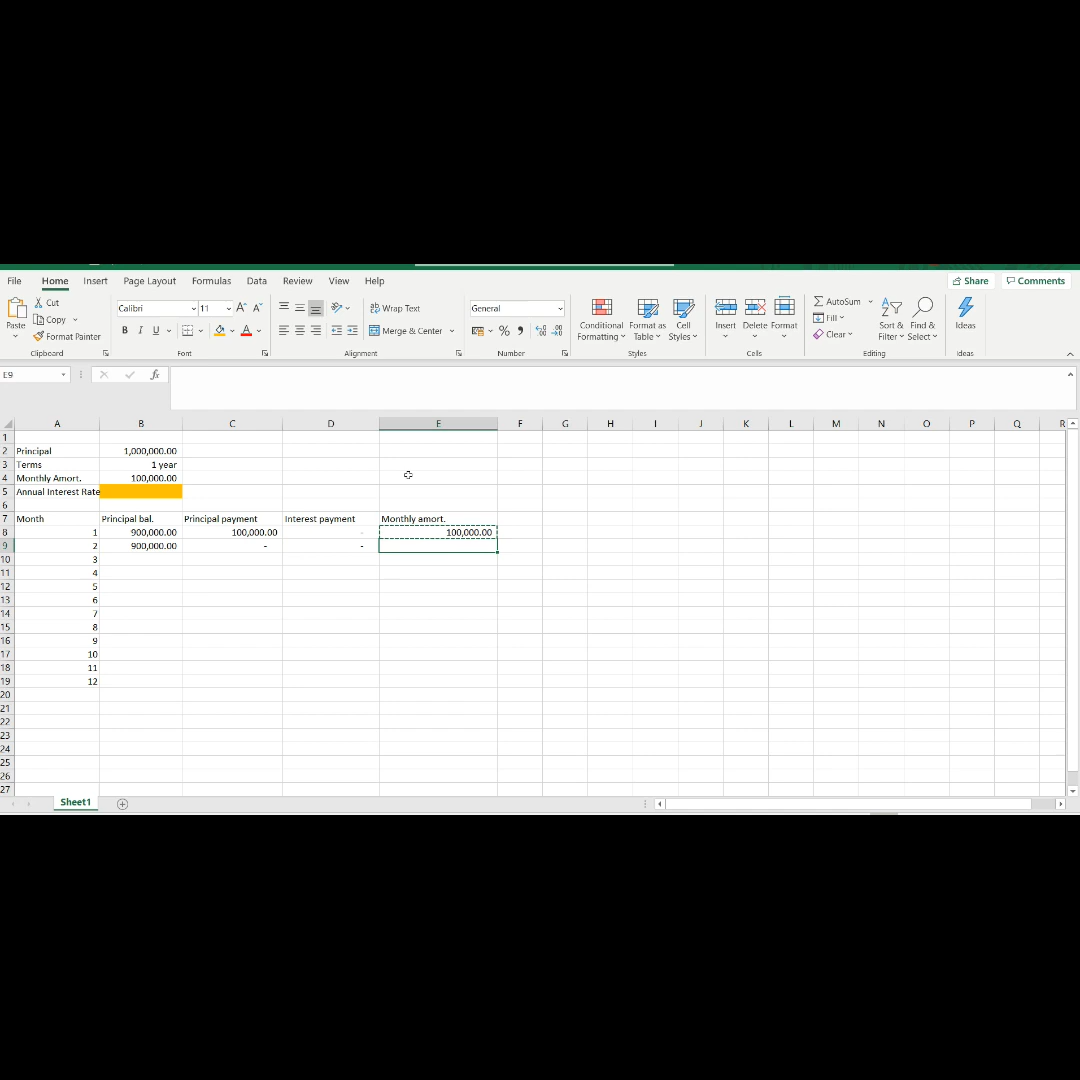 File Home Insert Page Layout Formulas Data Review View Help Share Comments
Paste Cut Copy Format Painter Clipboard
Calibri 11 A A B I U A Font
ab Wrap Text Merge & Center Alignment
General % 9 Number
Conditional Formatting Format as Table Cell Styles Styles
Insert Delete Format Cells
AutoSum Fill Clear Sort & Filter Find & Select Editing
Ideas Ideas
E9 fx
A B C D E F G H I J K L M N O P Q R
1
2 Principal 1,000,000.00
3 Terms 1 year
4 Monthly Amort. 100,000.00
5 Annual Interest Rate
6
7 Month Principal bal. Principal payment Interest payment Monthly amort.
8 1 900,000.00 100,000.00 - 100,000.00
9 2 900,000.00 - -
10 3
11 4
12 5
13 6
14 7
15 8
16 9
17 10
18 11
19 12
20
21
22
23
24
25
26
27
Sheet1